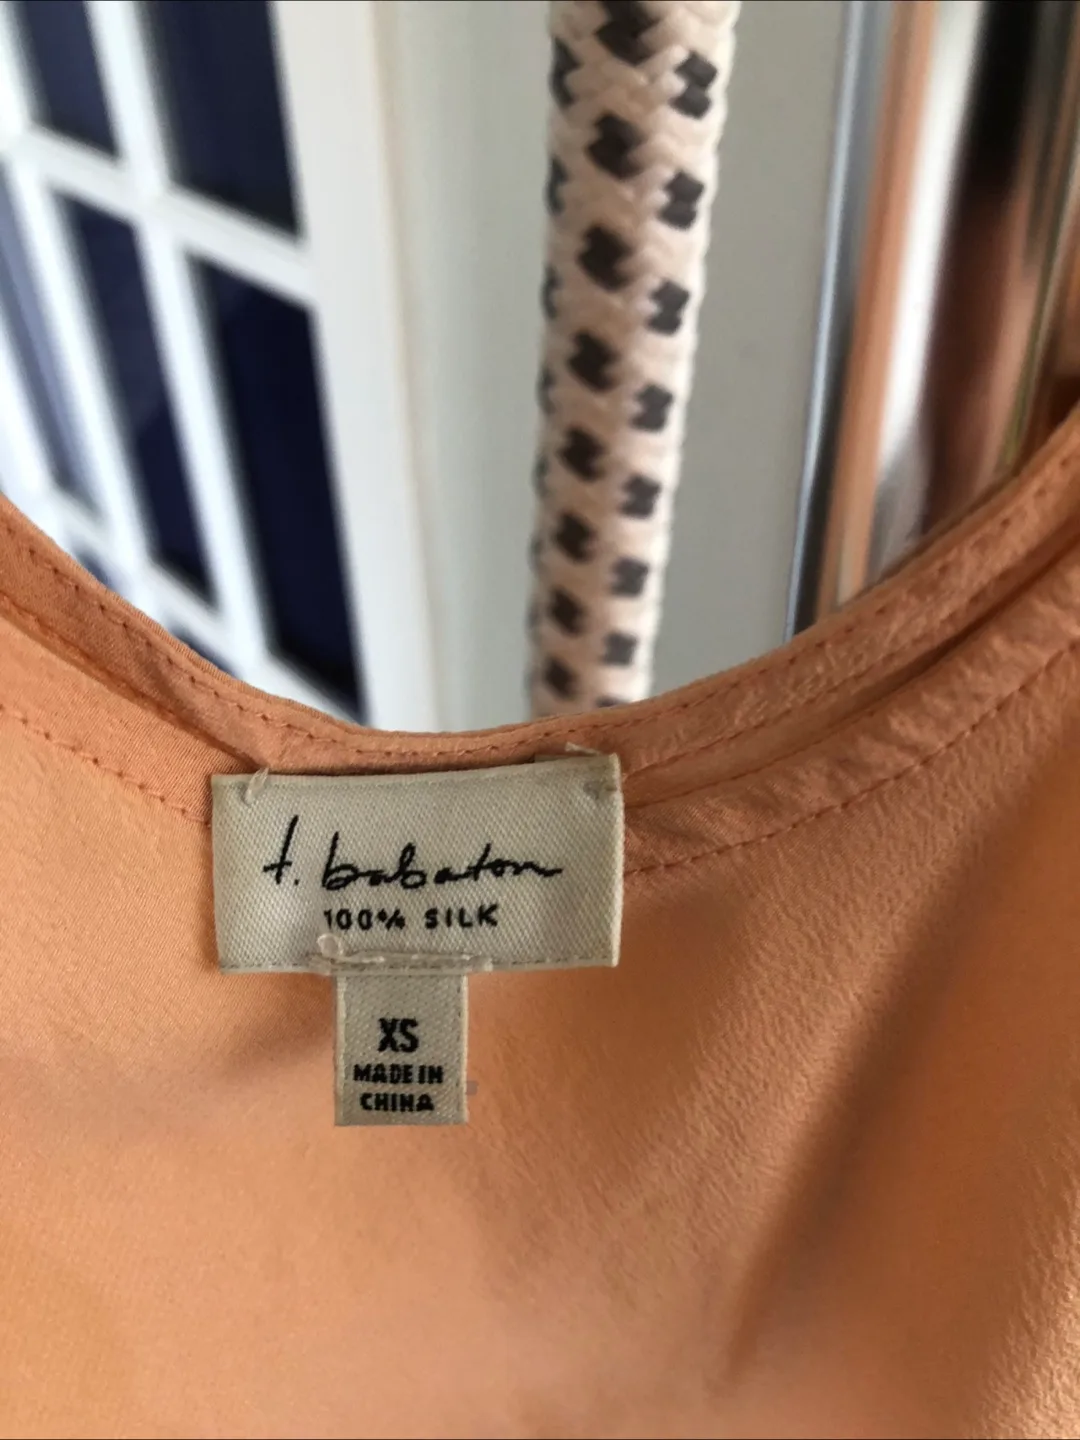 t. babaton
100% SILK
XS
MADE IN
CHINA